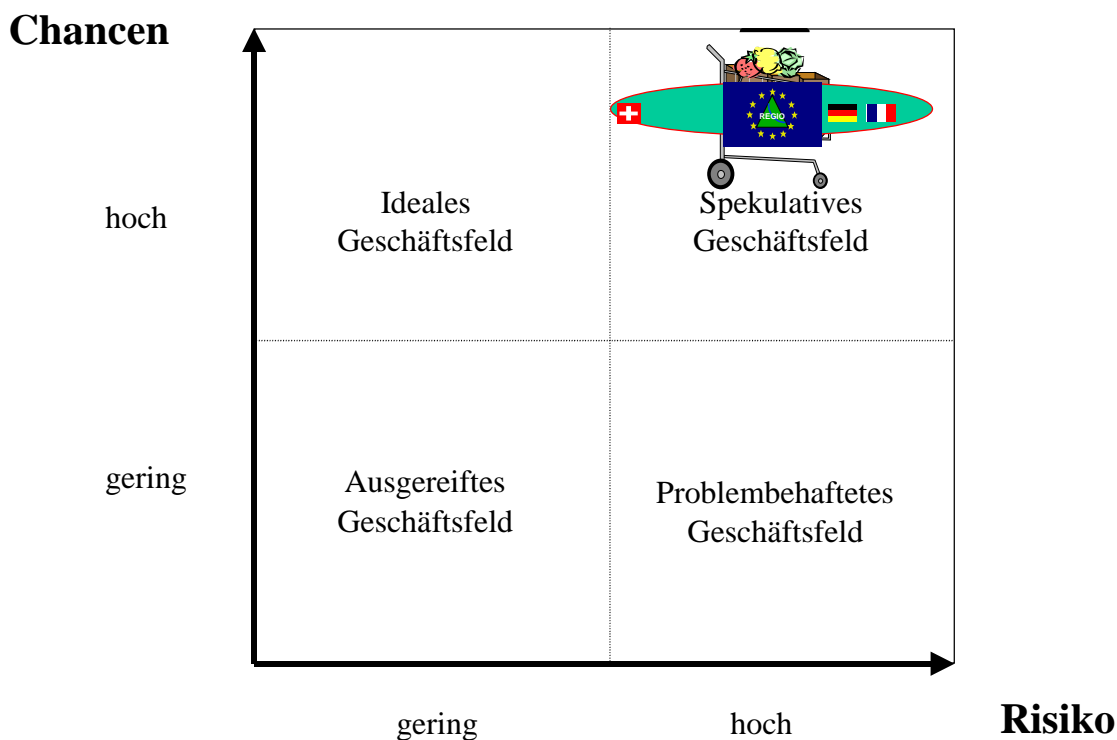 Chancen
REGIO
hoch
Ideales
Geschäftsfeld
Spekulatives
Geschäftsfeld
gering
Ausgereiftes
Geschäftsfeld
Problembehaftetes
Geschäftsfeld
gering
hoch
Risiko